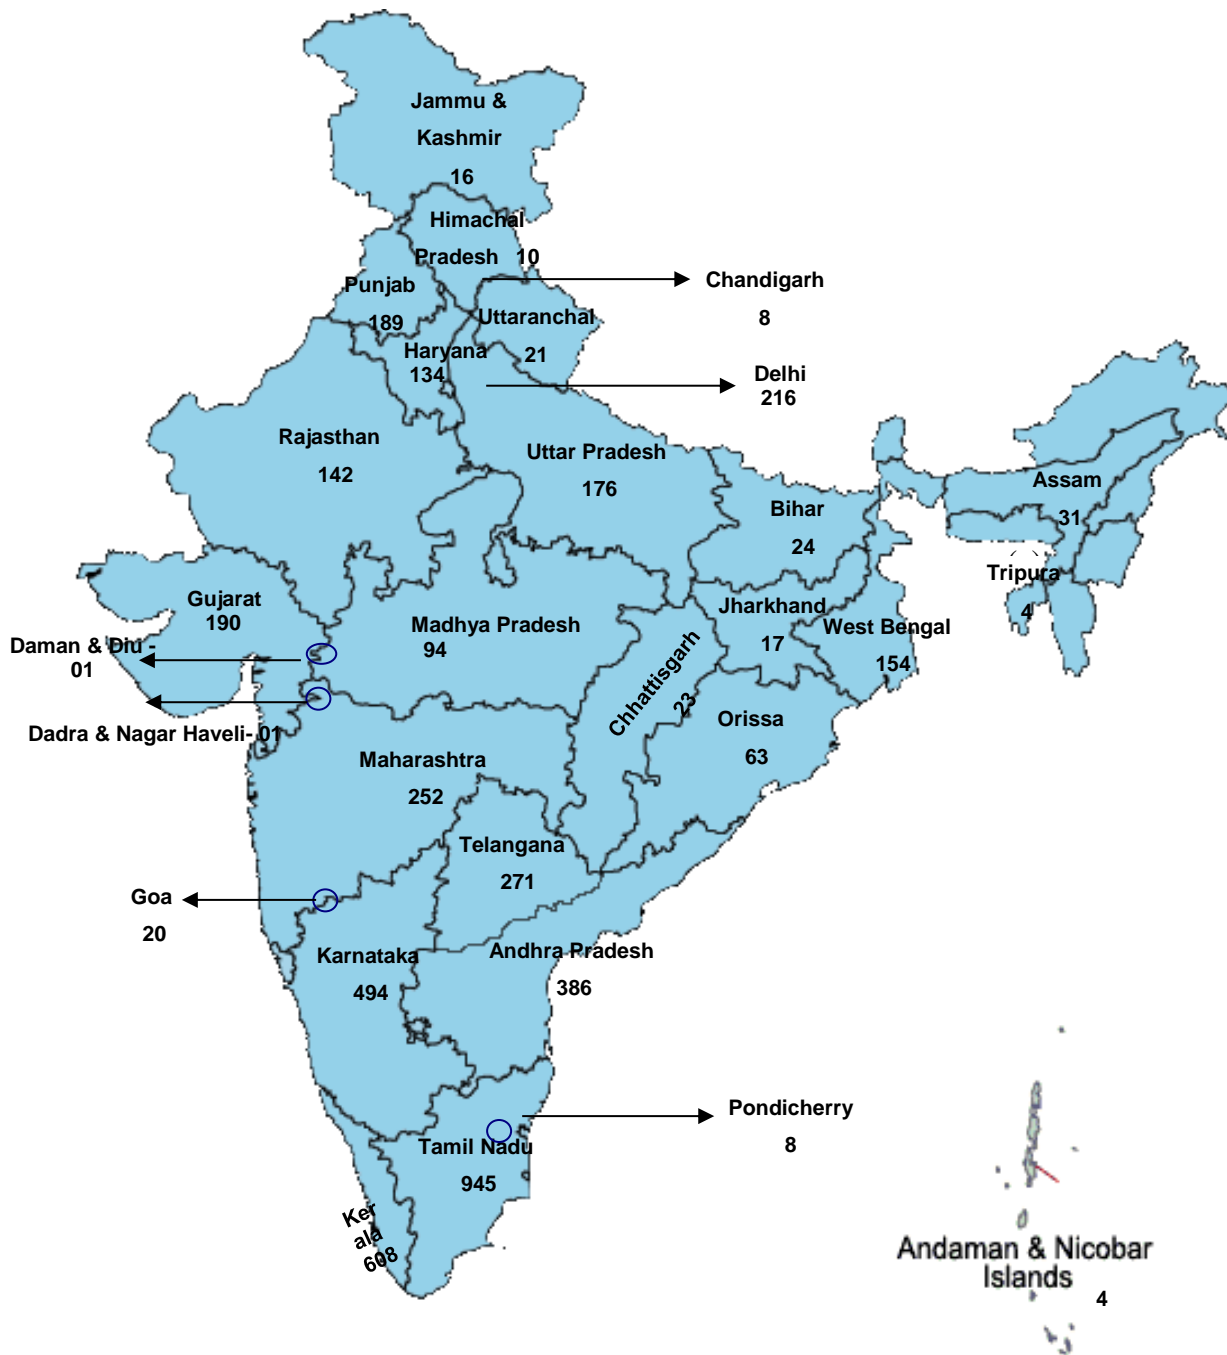 Jammu &
Kashmir
16
Himachal
Pradesh 10
Chandigarh
8
Punjab
189
Uttaranchal
21
Haryana
134
Delhi
216
Rajasthan
142
Uttar Pradesh
176
Assam
31
Bihar
24
Tripura
4
Gujarat
190
Jharkhand
17
Madhya Pradesh
94
West Bengal
154
Daman & Diu -
01
Chhattisgarh
23
Dadra & Nagar Haveli- 01
Orissa
63
Maharashtra
252
Telangana
271
Goa
20
Karnataka
494
Andhra Pradesh
386
Pondicherry
8
Tamil Nadu
945
Ker
ala
608
Andaman & Nicobar
Islands
4